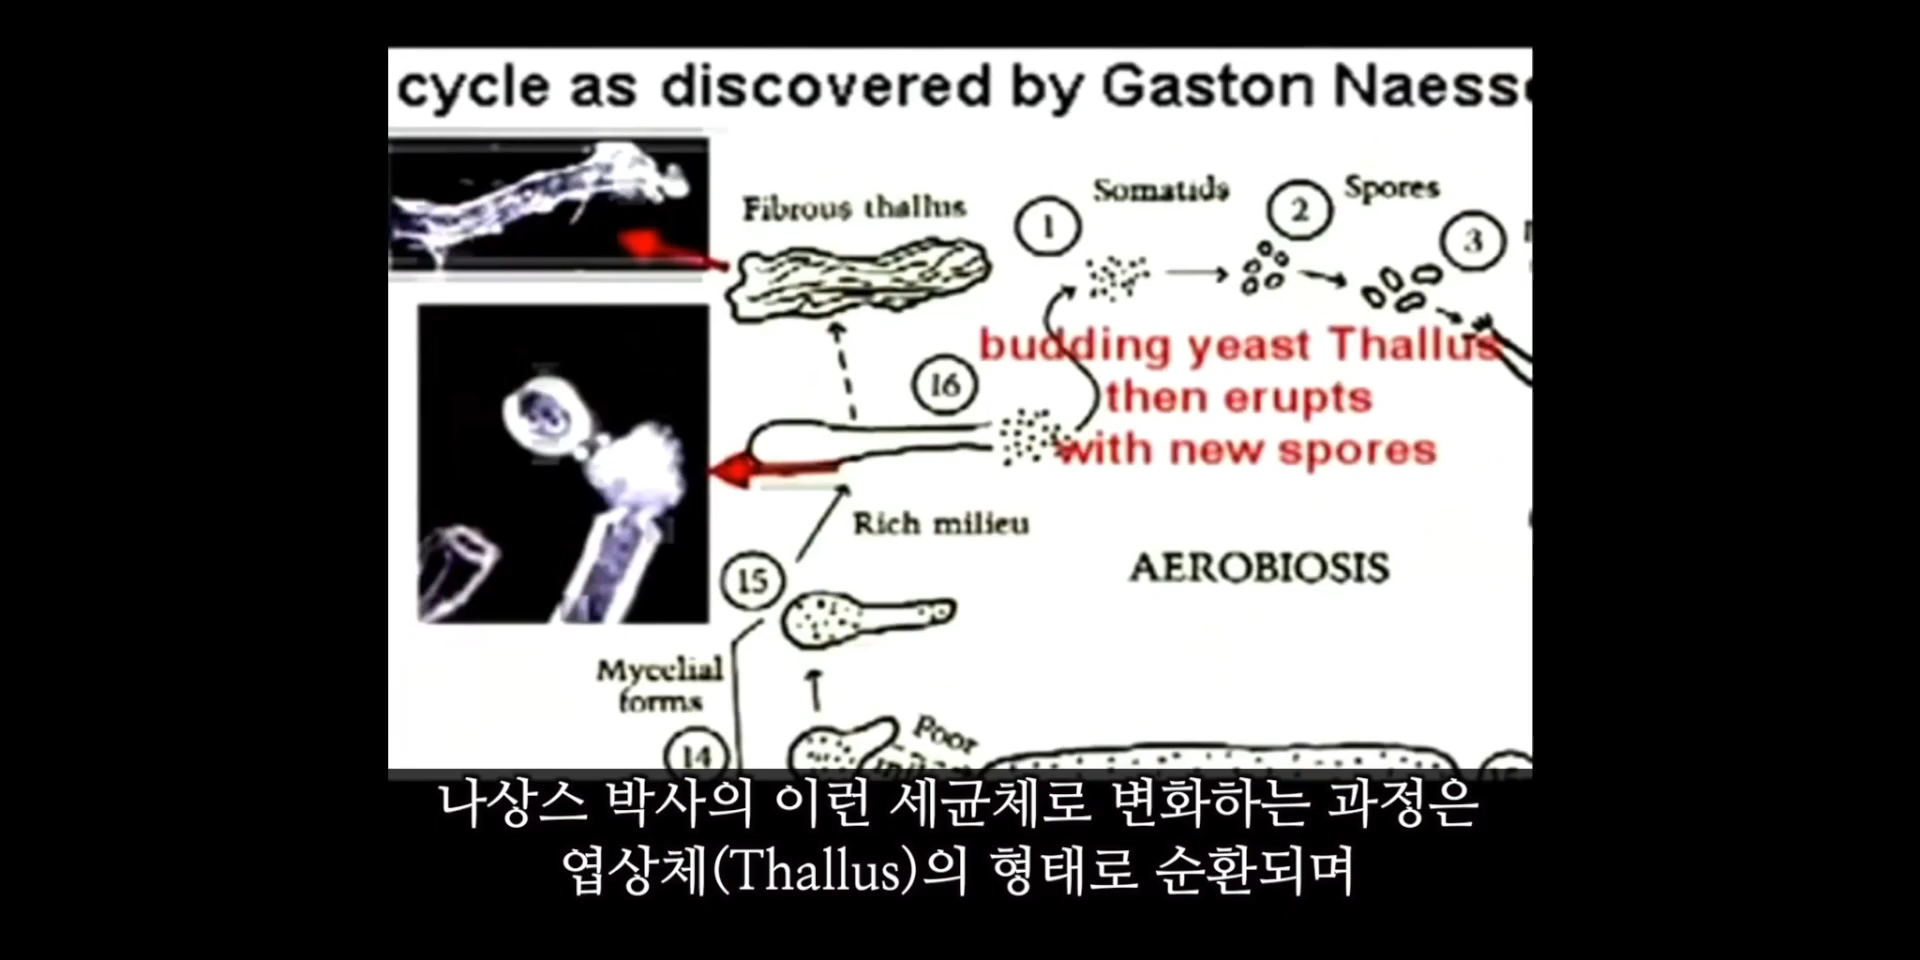 cycle as discovered by Gaston Naess
Fibrous thallus
1
Somatids
2
Spores
3
budding yeast Thallus
then erupts
with new spores
16
Rich milieu
AEROBIOSIS
15
Mycelial
forms
14
Poor
나상스 박사의 이런 세균체로 변화하는 과정은
엽상체(Thallus)의 형태로 순환되며